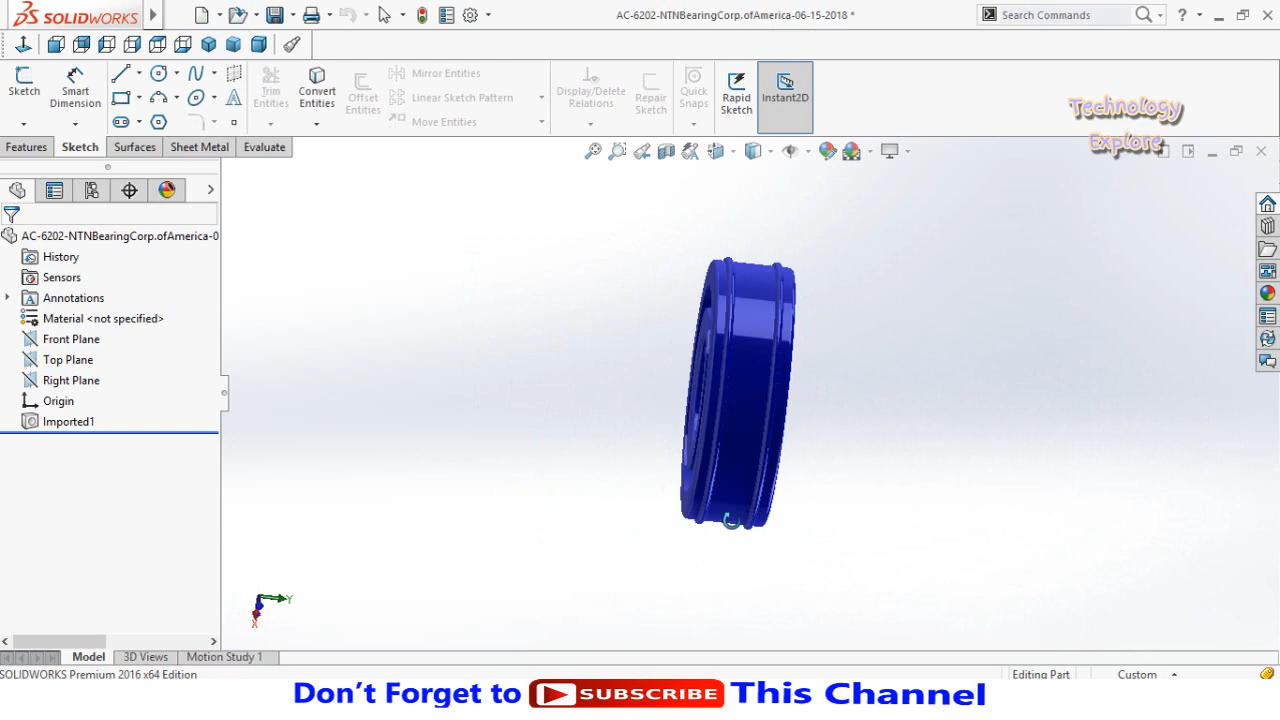 SOLIDWORKS
AC-6202-NTNBearingCorp.ofAmerica-06-15-2018 *
Search Commands
?
Sketch
Smart Dimension
Trim Entities
Convert Entities
Offset Entities
Mirror Entities
Linear Sketch Pattern
Move Entities
Display/Delete Relations
Repair Sketch
Quick Snaps
Rapid Sketch
Instant2D
Technology
Explore
Features
Sketch
Surfaces
Sheet Metal
Evaluate
AC-6202-NTNBearingCorp.ofAmerica-0
History
Sensors
Annotations
Material <not specified>
Front Plane
Top Plane
Right Plane
Origin
Imported1
Y
X
Model
3D Views
Motion Study 1
SOLIDWORKS Premium 2016 x64 Edition
Editing Part
Custom
Don't Forget to SUBSCRIBE This Channel